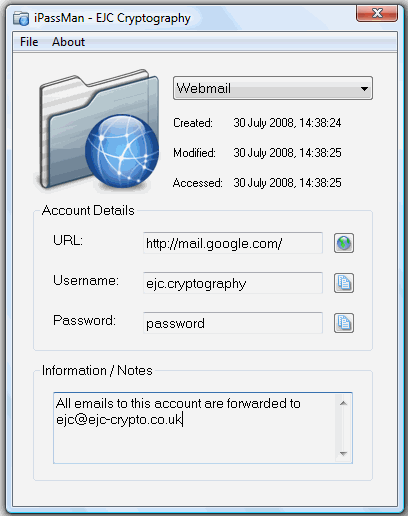 iPassMan - EJC Cryptography
File About
Webmail
Created: 30 July 2008, 14:38:24
Modified: 30 July 2008, 14:38:25
Accessed: 30 July 2008, 14:38:25
Account Details
URL: http://mail.google.com/
Username: ejc.cryptography
Password: password
Information / Notes
All emails to this account are forwarded to
ejc@ejc-crypto.co.uk